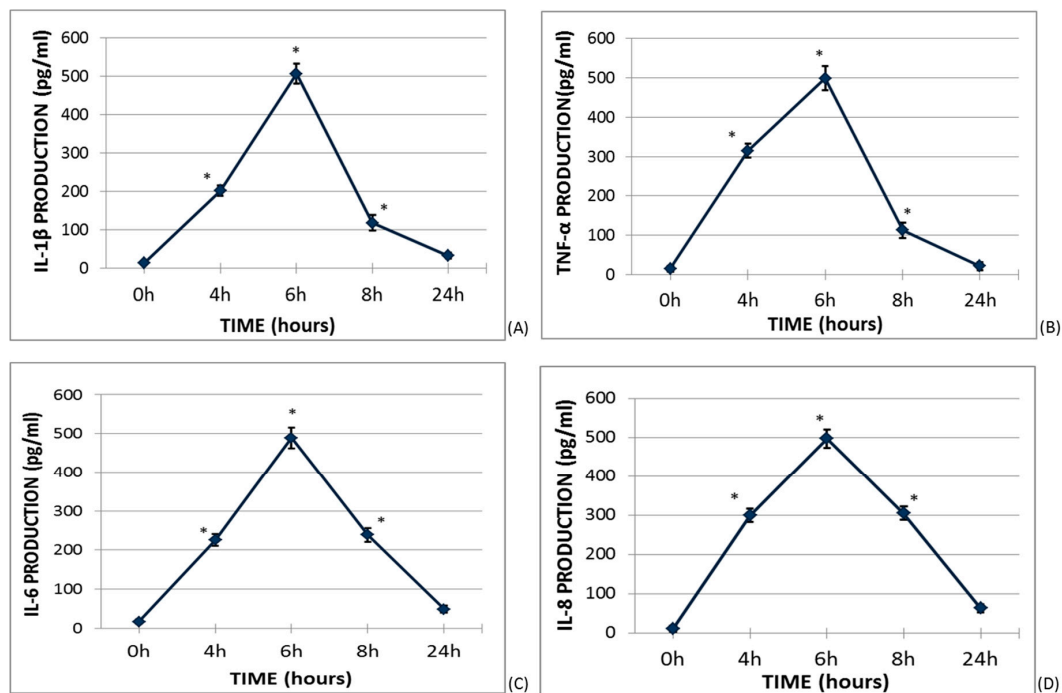 IL-1β PRODUCTION (pg/ml)
600
500
400
300
200
100
0
* * *
0h 4h 6h 8h 24h
TIME (hours)
(A)
TNF-α PRODUCTION(pg/ml)
600
500
400
300
200
100
0
* * *
0h 4h 6h 8h 24h
TIME (hours)
(B)
IL-6 PRODUCTION (pg/ml)
600
500
400
300
200
100
0
* * *
0h 4h 6h 8h 24h
TIME (hours)
(C)
IL-8 PRODUCTION (pg/ml)
600
500
400
300
200
100
0
* * *
0h 4h 6h 8h 24h
TIME (hours)
(D)